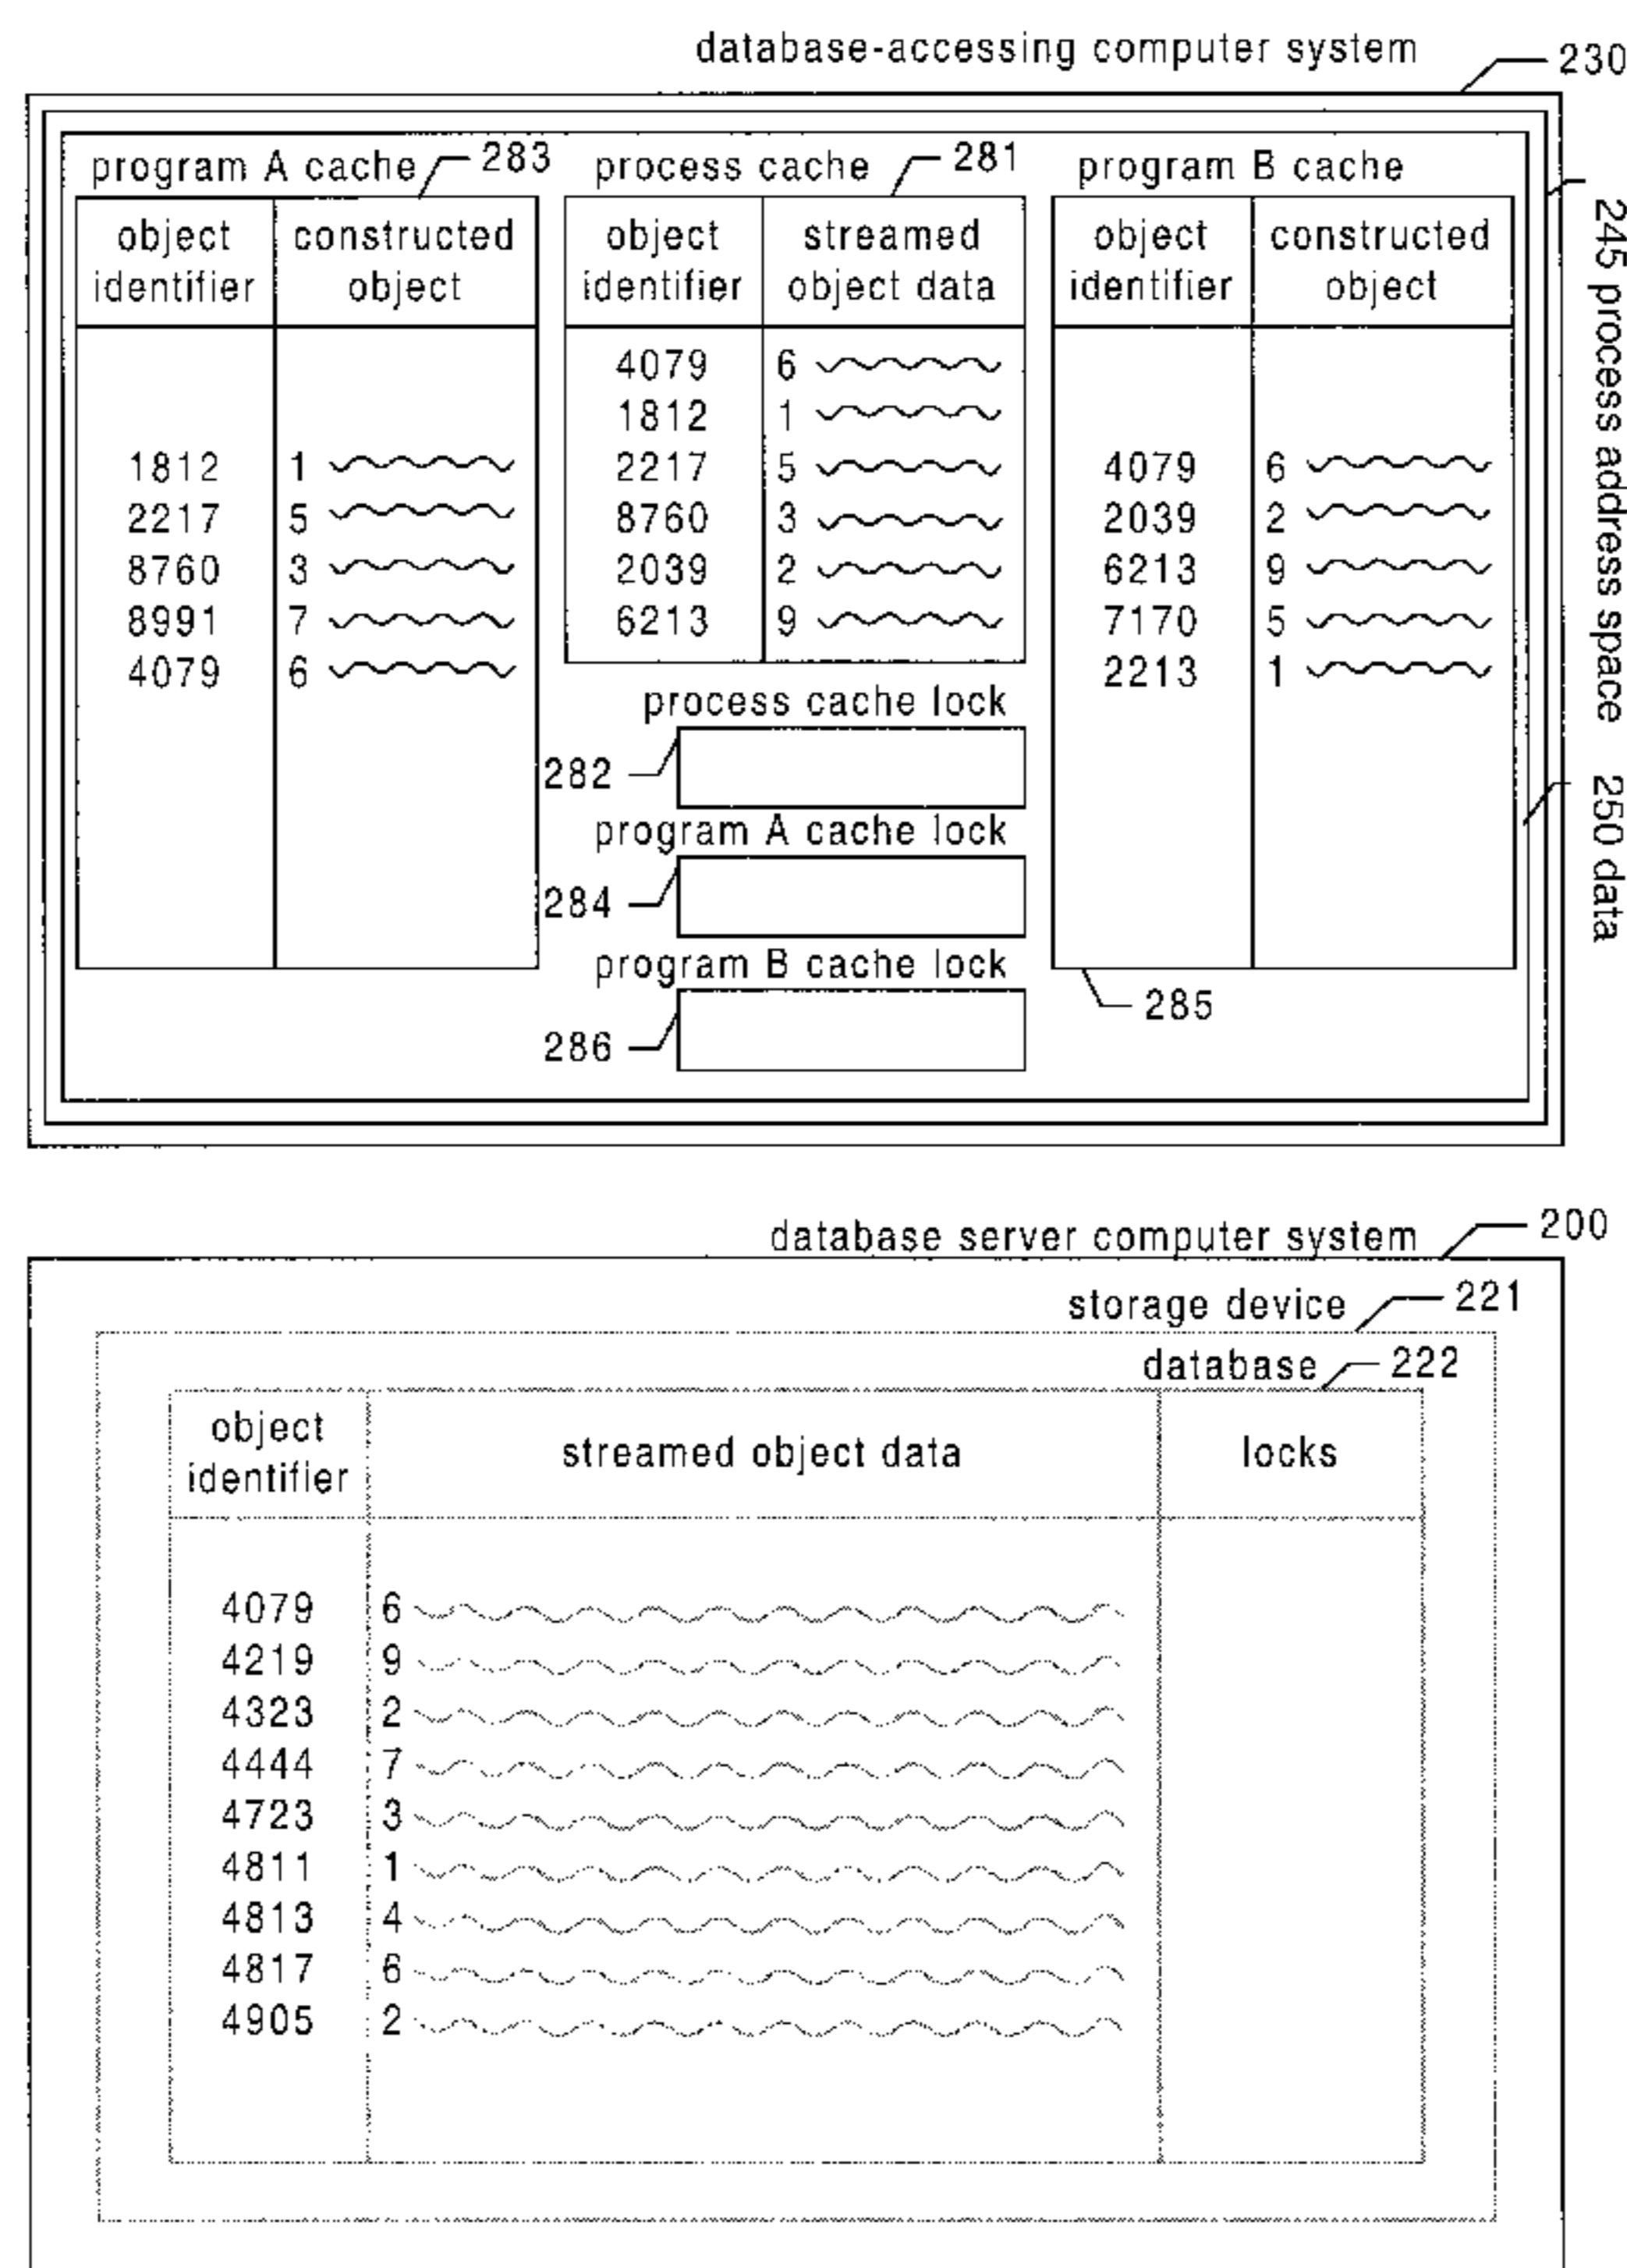 database-accessing computer system 230
program A cache 283
object identifier constructed object
1812 1
2217 5
8760 3
8991 7
4079 6
process cache 281
object identifier streamed object data
4079 6
1812 1
2217 5
8760 3
2039 2
6213 9
process cache lock
282
program A cache lock
284
program B cache lock
286
program B cache
object identifier constructed object
4079 6
2039 2
6213 9
7170 5
2213 1
285
245 process address space
250 data
database server computer system 200
storage device 221
database 222
object identifier streamed object data locks
4079 6
4219 9
4323 2
4444 7
4723 3
4811 1
4813 4
4817 6
4905 2